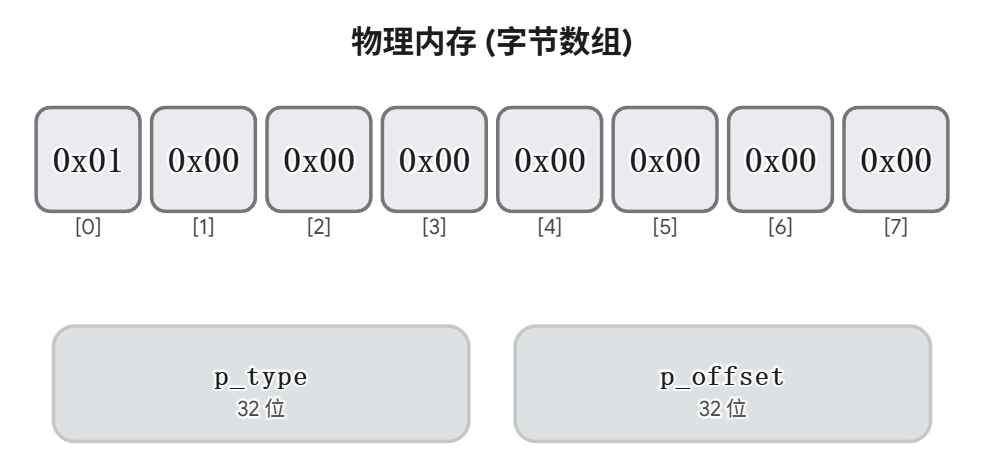 物理内存 (字节数组)
0x01 0x00 0x00 0x00 0x00 0x00 0x00 0x00
[0] [1] [2] [3] [4] [5] [6] [7]
p_type p_offset
32 位 32 位